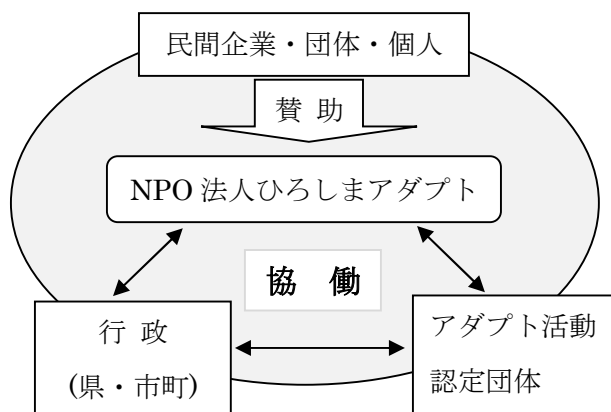 民間企業・団体・個人
賛 助
NPO 法人ひろしまアダプト
協 働
行 政
(県・市町)
アダプト活動
認定団体